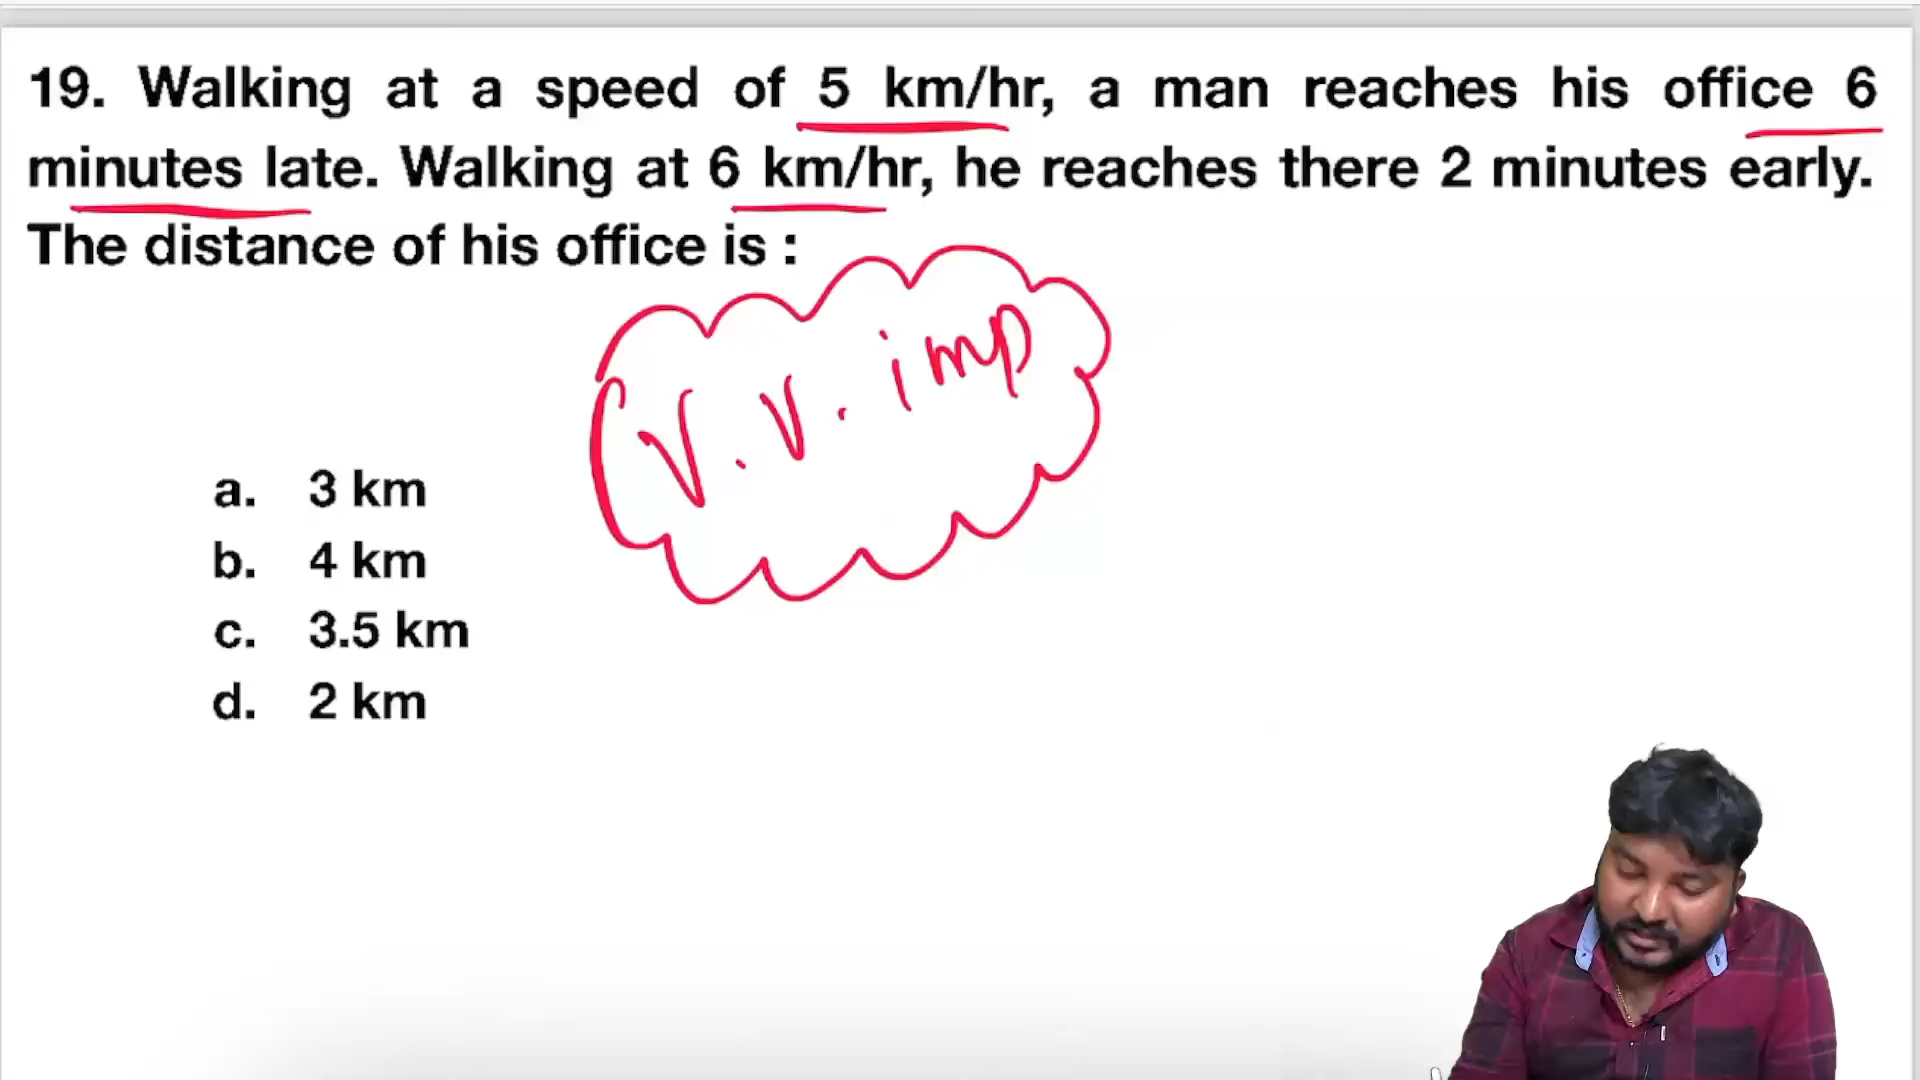 19. Walking at a speed of 5 km/hr, a man reaches his office 6
minutes late. Walking at 6 km/hr, he reaches there 2 minutes early.
The distance of his office is :
V. V. imp
a. 3 km
b. 4 km
c. 3.5 km
d. 2 km